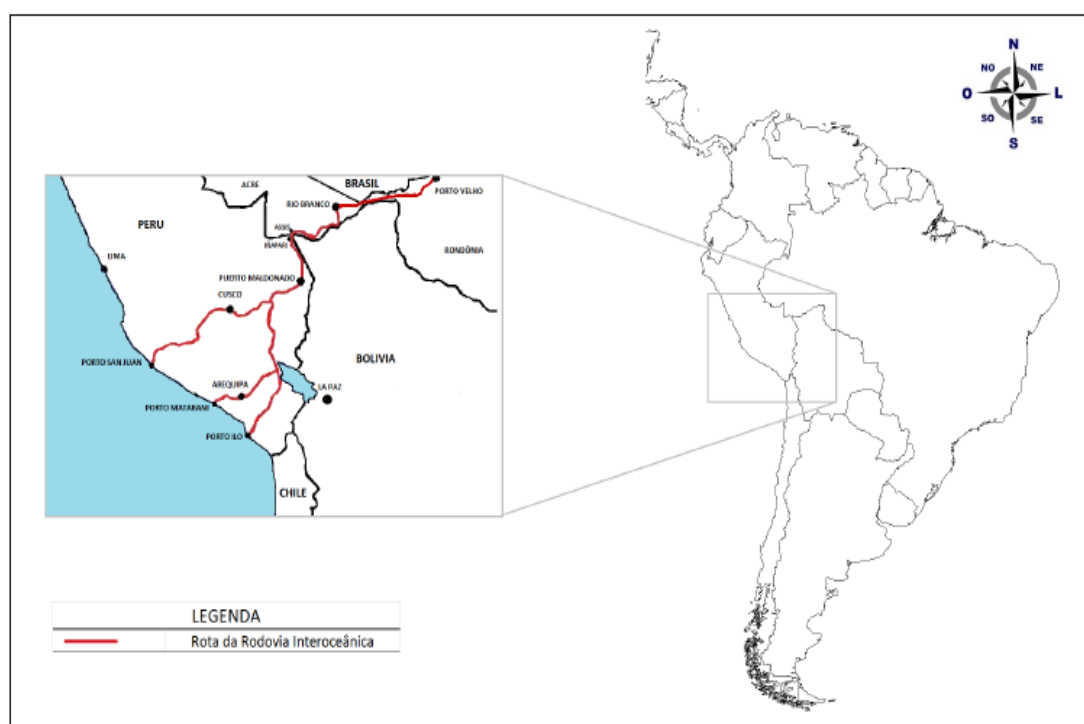 N
NO
NE
O
L
SO
SE
S
ACRE
BRASIL
PORTO VELHO
RIO BRANCO
PERU
ASSIS
IÑAPARI
RONDÔNIA
LIMA
PUERTO MALDONADO
CUSCO
BOLIVIA
PORTO SAN JUAN
AREQUIPA
LA PAZ
PORTO MATARANI
PORTO ILO
CHILE
LEGENDA
Rota da Rodovia Interoceânica